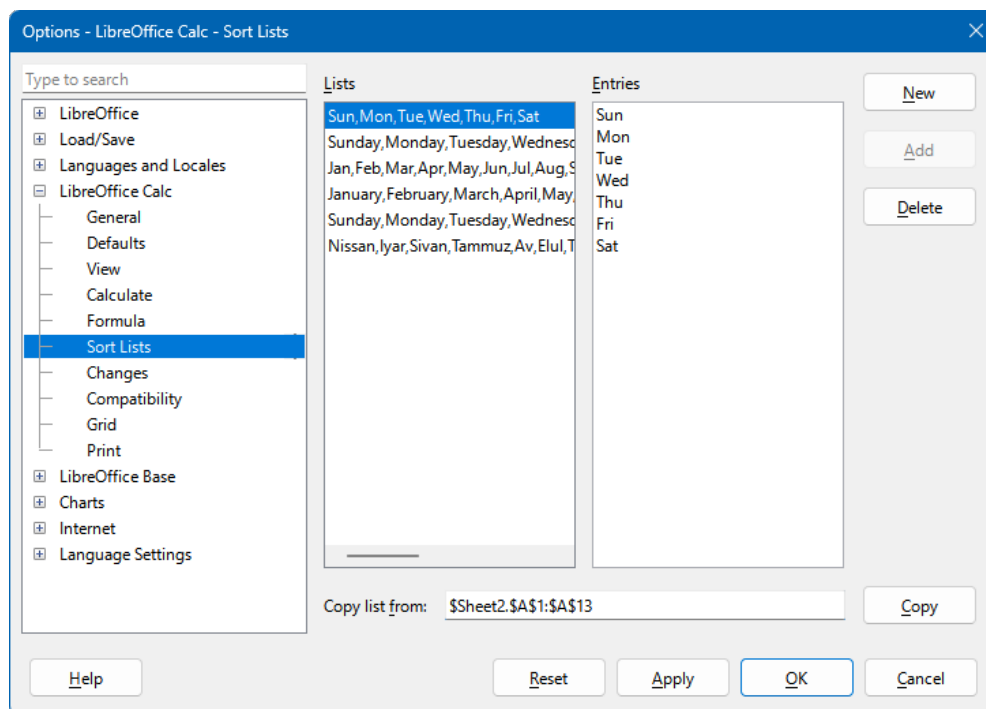 Options - LibreOffice Calc - Sort Lists
Type to search
LibreOffice
Load/Save
Languages and Locales
LibreOffice Calc
General
Defaults
View
Calculate
Formula
Sort Lists
Changes
Compatibility
Grid
Print
LibreOffice Base
Charts
Internet
Language Settings
Lists
Sun,Mon,Tue,Wed,Thu,Fri,Sat
Sunday,Monday,Tuesday,Wednesd
Jan,Feb,Mar,Apr,May,Jun,Jul,Aug,S
January,February,March,April,May,
Sunday,Monday,Tuesday,Wednesd
Nissan,Iyar,Sivan,Tammuz,Av,Elul,T
Entries
Sun
Mon
Tue
Wed
Thu
Fri
Sat
New
Add
Delete
Copy list from: $Sheet2.$A$1:$A$13
Copy
Help
Reset
Apply
OK
Cancel